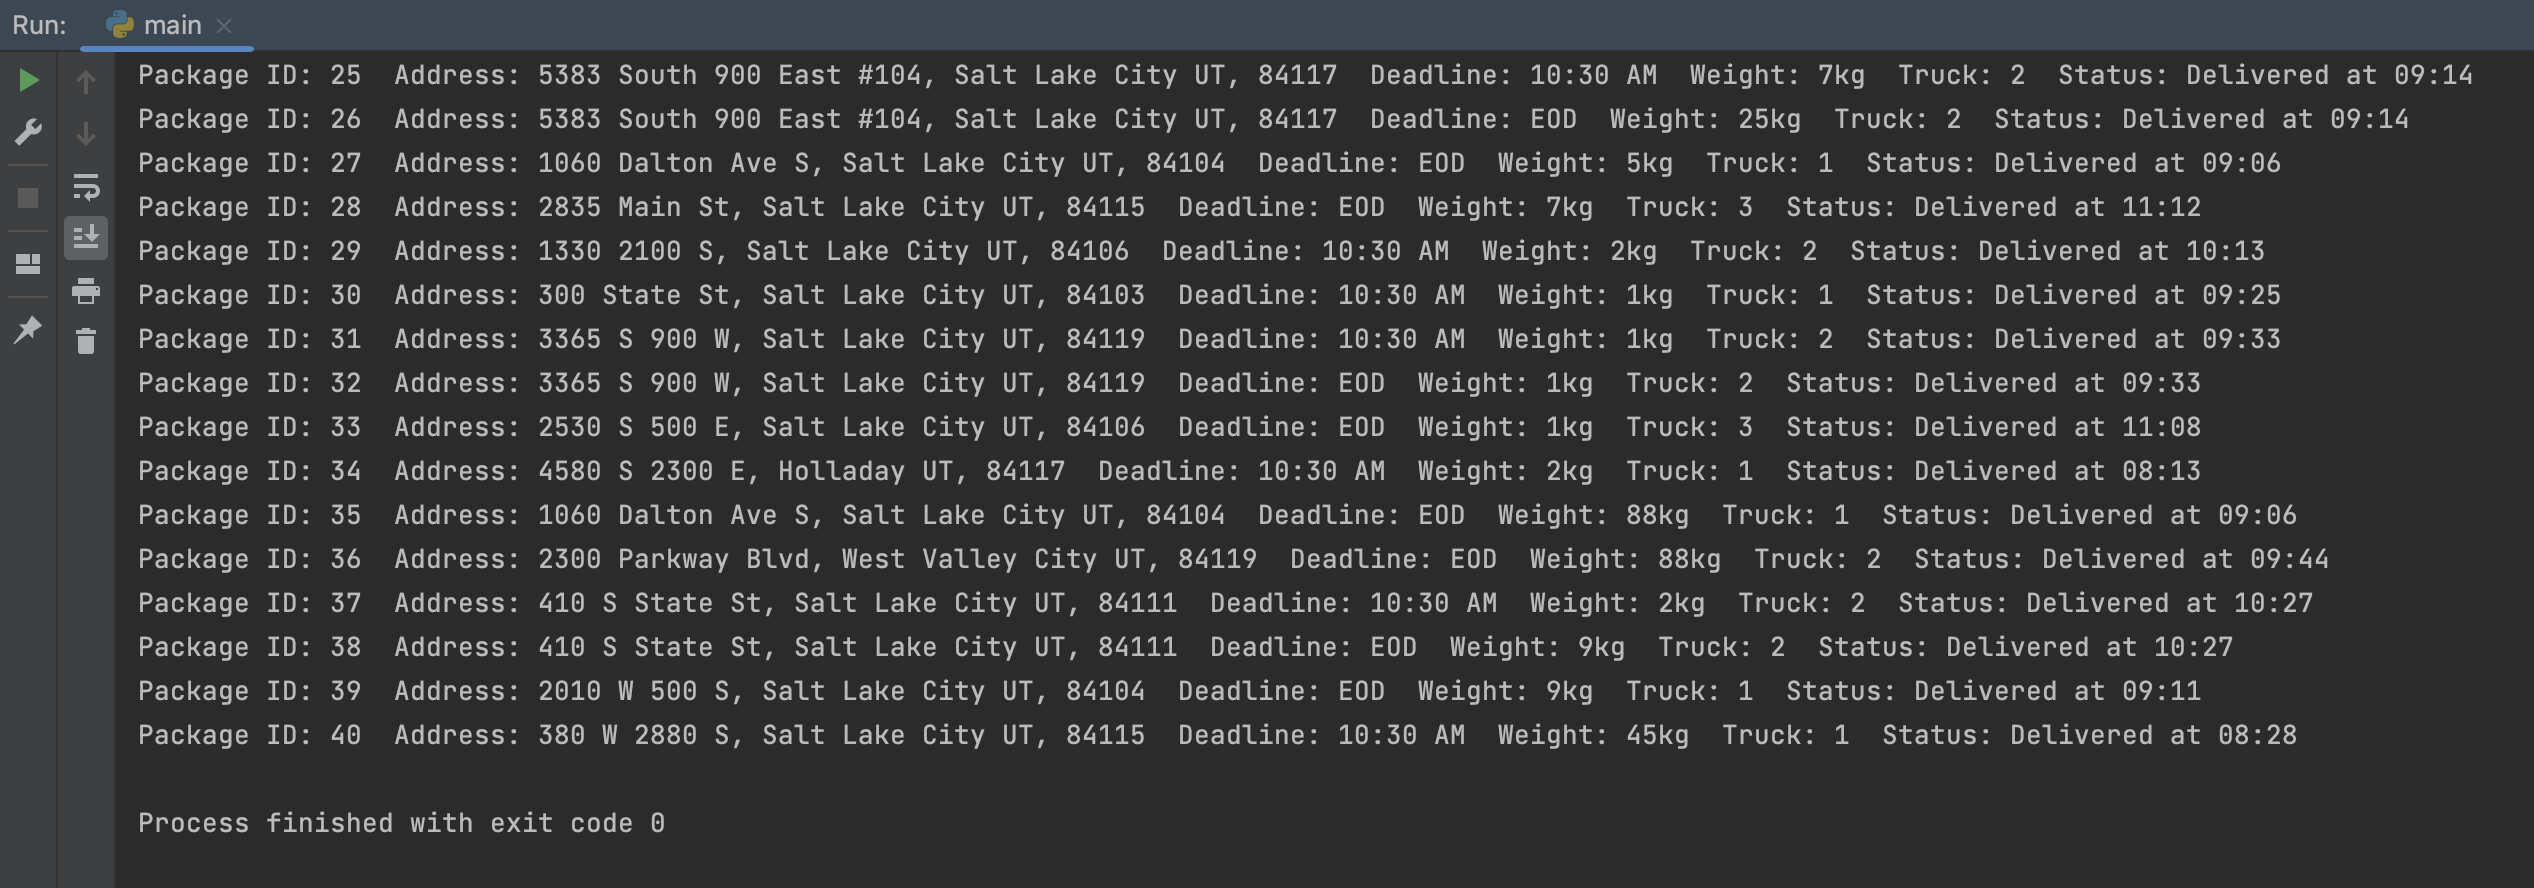 Run: main
Package ID: 25  Address: 5383 South 900 East #104, Salt Lake City UT, 84117  Deadline: 10:30 AM  Weight: 7kg  Truck: 2  Status: Delivered at 09:14
Package ID: 26  Address: 5383 South 900 East #104, Salt Lake City UT, 84117  Deadline: EOD  Weight: 25kg  Truck: 2  Status: Delivered at 09:14
Package ID: 27  Address: 1060 Dalton Ave S, Salt Lake City UT, 84104  Deadline: EOD  Weight: 5kg  Truck: 1  Status: Delivered at 09:06
Package ID: 28  Address: 2835 Main St, Salt Lake City UT, 84115  Deadline: EOD  Weight: 7kg  Truck: 3  Status: Delivered at 11:12
Package ID: 29  Address: 1330 2100 S, Salt Lake City UT, 84106  Deadline: 10:30 AM  Weight: 2kg  Truck: 2  Status: Delivered at 10:13
Package ID: 30  Address: 300 State St, Salt Lake City UT, 84103  Deadline: 10:30 AM  Weight: 1kg  Truck: 1  Status: Delivered at 09:25
Package ID: 31  Address: 3365 S 900 W, Salt Lake City UT, 84119  Deadline: 10:30 AM  Weight: 1kg  Truck: 2  Status: Delivered at 09:33
Package ID: 32  Address: 3365 S 900 W, Salt Lake City UT, 84119  Deadline: EOD  Weight: 1kg  Truck: 2  Status: Delivered at 09:33
Package ID: 33  Address: 2530 S 500 E, Salt Lake City UT, 84106  Deadline: EOD  Weight: 1kg  Truck: 3  Status: Delivered at 11:08
Package ID: 34  Address: 4580 S 2300 E, Holladay UT, 84117  Deadline: 10:30 AM  Weight: 2kg  Truck: 1  Status: Delivered at 08:13
Package ID: 35  Address: 1060 Dalton Ave S, Salt Lake City UT, 84104  Deadline: EOD  Weight: 88kg  Truck: 1  Status: Delivered at 09:06
Package ID: 36  Address: 2300 Parkway Blvd, West Valley City UT, 84119  Deadline: EOD  Weight: 88kg  Truck: 2  Status: Delivered at 09:44
Package ID: 37  Address: 410 S State St, Salt Lake City UT, 84111  Deadline: 10:30 AM  Weight: 2kg  Truck: 2  Status: Delivered at 10:27
Package ID: 38  Address: 410 S State St, Salt Lake City UT, 84111  Deadline: EOD  Weight: 9kg  Truck: 2  Status: Delivered at 10:27
Package ID: 39  Address: 2010 W 500 S, Salt Lake City UT, 84104  Deadline: EOD  Weight: 9kg  Truck: 1  Status: Delivered at 09:11
Package ID: 40  Address: 380 W 2880 S, Salt Lake City UT, 84115  Deadline: 10:30 AM  Weight: 45kg  Truck: 1  Status: Delivered at 08:28
Process finished with exit code 0